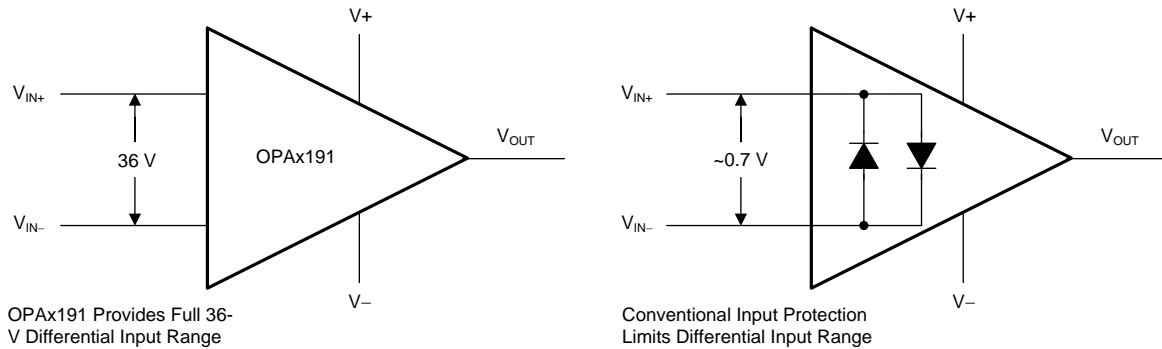 V+
VIN+
36 V
OPAx191
VOUT
VIN–
V–
OPAx191 Provides Full 36-
V Differential Input Range
V+
VIN+
~0.7 V
VOUT
VIN–
V–
Conventional Input Protection
Limits Differential Input Range